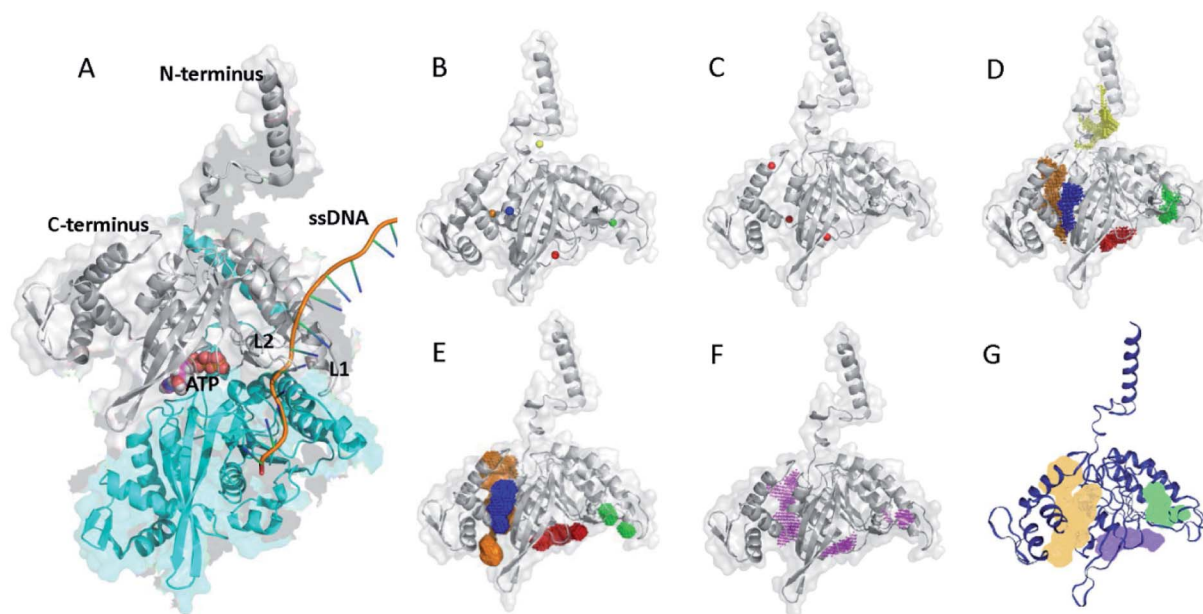 A
N-terminus
C-terminus
ssDNA
L2
L1
ATP
B
C
D
E
F
G